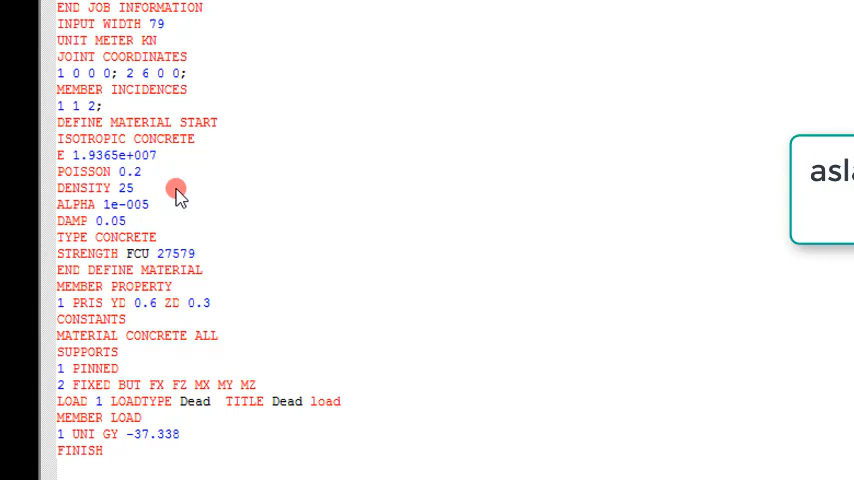 END JOB INFORMATION
INPUT WIDTH 79
UNIT METER KN
JOINT COORDINATES
1 0 0 0; 2 6 0 0;
MEMBER INCIDENCES
1 1 2;
DEFINE MATERIAL START
ISOTROPIC CONCRETE
E 1.9365e+007
POISSON 0.2
DENSITY 25
ALPHA 1e-005
DAMP 0.05
TYPE CONCRETE
STRENGTH FCU 27579
END DEFINE MATERIAL
MEMBER PROPERTY
1 PRIS YD 0.6 ZD 0.3
CONSTANTS
MATERIAL CONCRETE ALL
SUPPORTS
1 PINNED
2 FIXED BUT FX FZ MX MY MZ
LOAD 1 LOADTYPE Dead  TITLE Dead load
MEMBER LOAD
1 UNI GY -37.338
FINISH